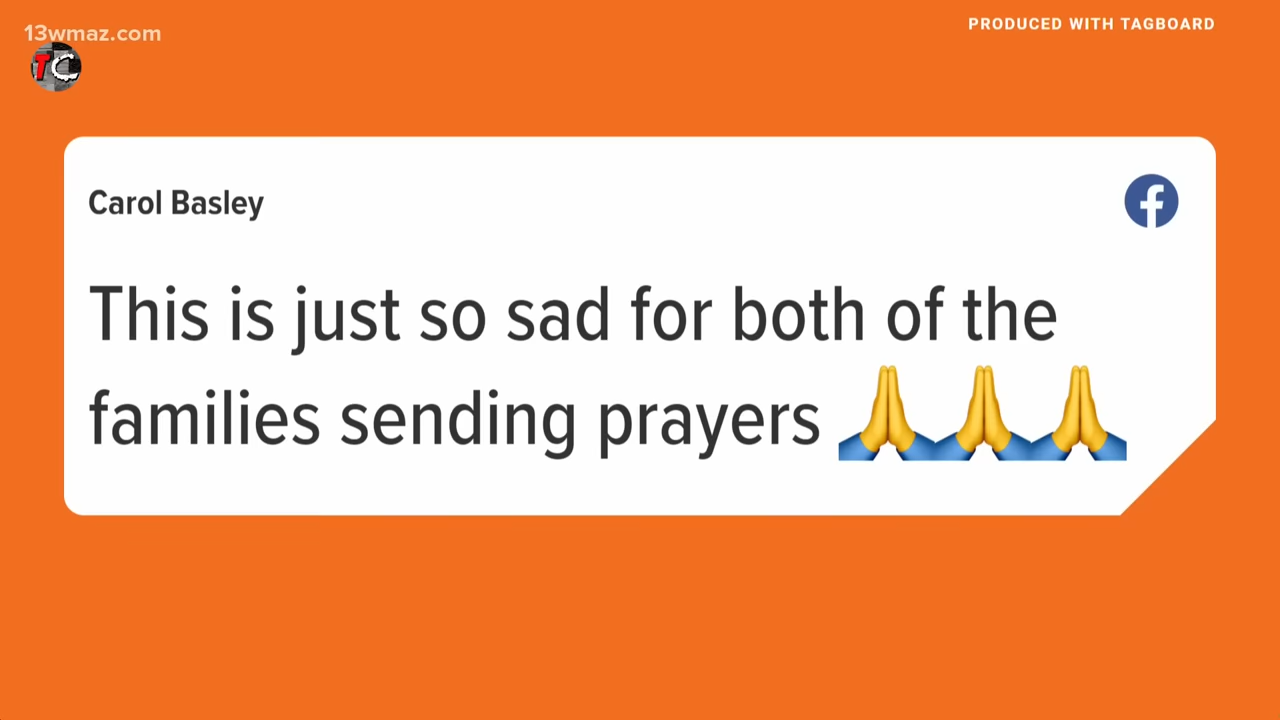 13wmaz.com
PRODUCED WITH TAGBOARD
TC
Carol Basley
This is just so sad for both of the
families sending prayers 🙏🙏🙏